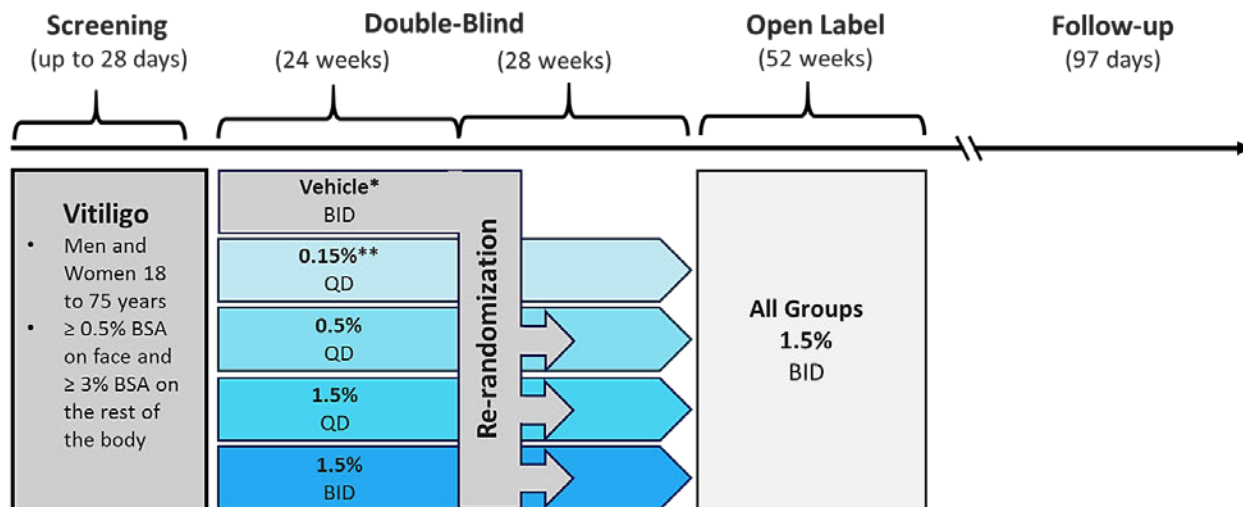 Screening
(up to 28 days)
Double-Blind
(24 weeks)
(28 weeks)
Open Label
(52 weeks)
Follow-up
(97 days)
Vitiligo
• Men and
Women 18
to 75 years
• ≥ 0.5% BSA
on face and
≥ 3% BSA on
the rest of
the body
Vehicle*
BID
0.15%**
QD
0.5%
QD
1.5%
QD
1.5%
BID
Re-randomization
All Groups
1.5%
BID